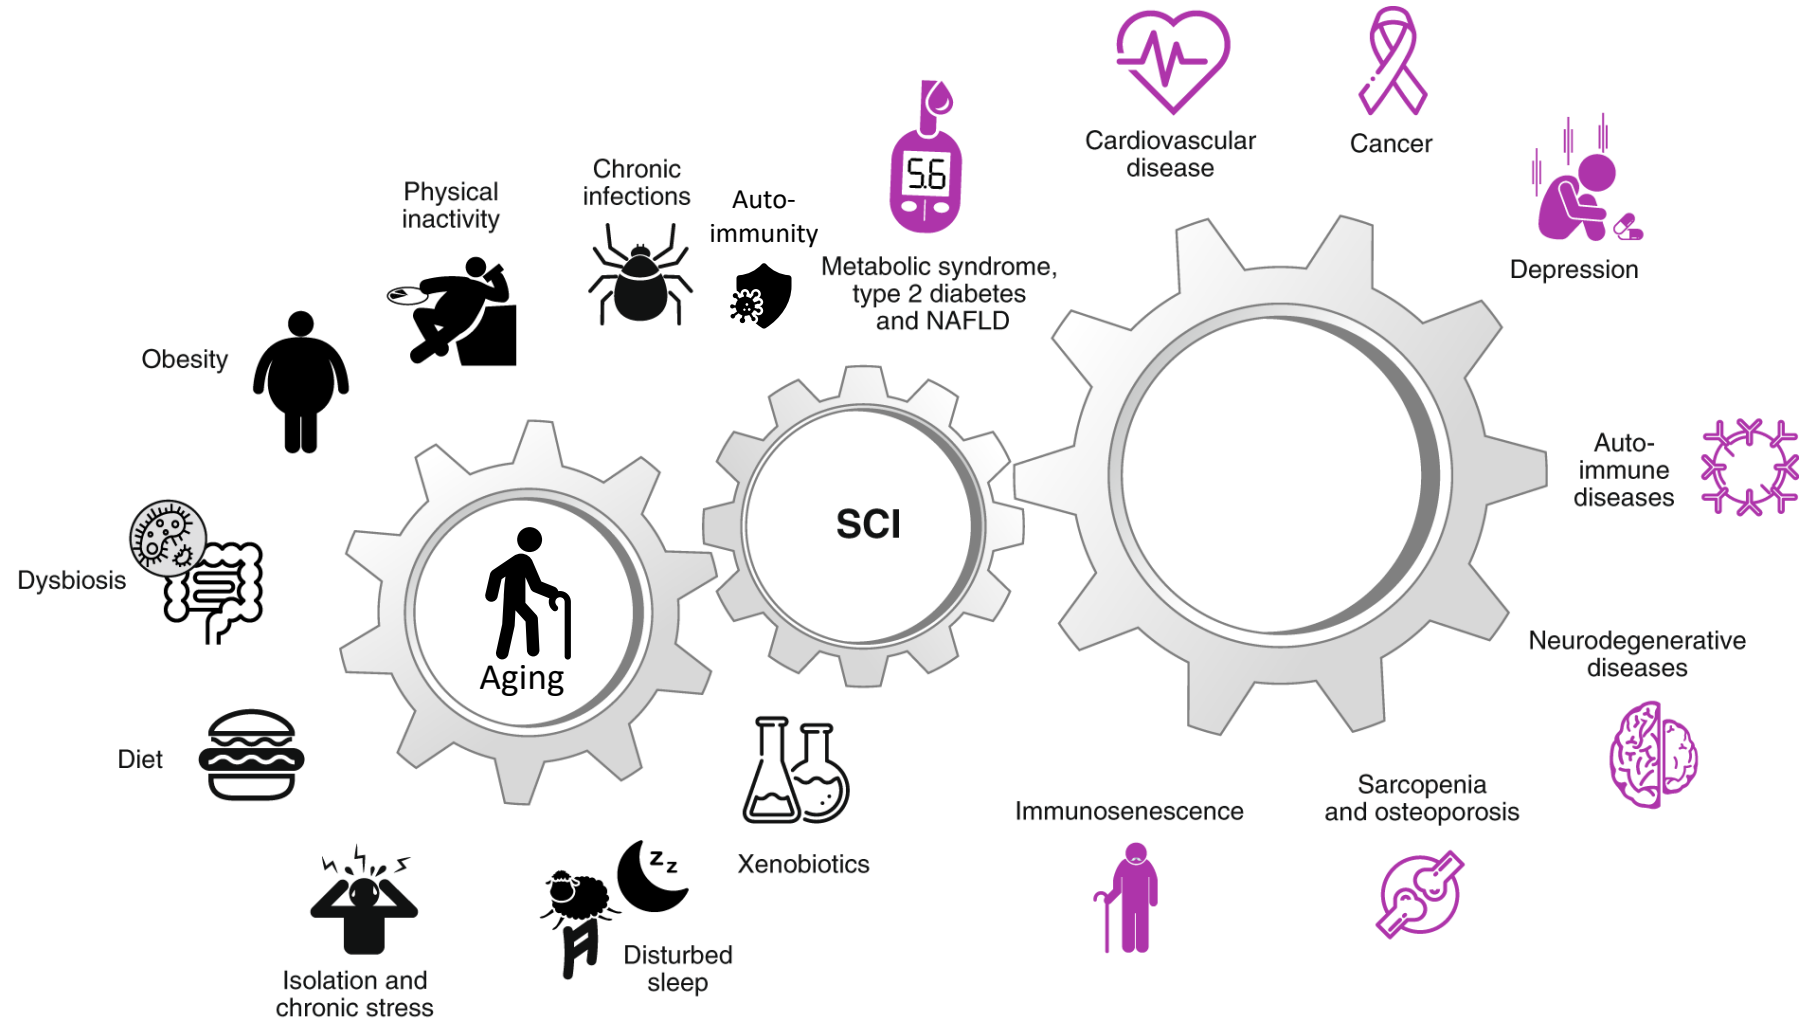 Cardiovascular
disease
Cancer
Depression
5.6
Metabolic syndrome,
type 2 diabetes
and NAFLD
Chronic
infections
Auto-
immunity
Physical
inactivity
Obesity
Dysbiosis
Diet
Isolation and
chronic stress
z z
Disturbed
sleep
Xenobiotics
Aging
SCI
Auto-
immune
diseases
Neurodegenerative
diseases
Sarcopenia
and osteoporosis
Immunosenescence